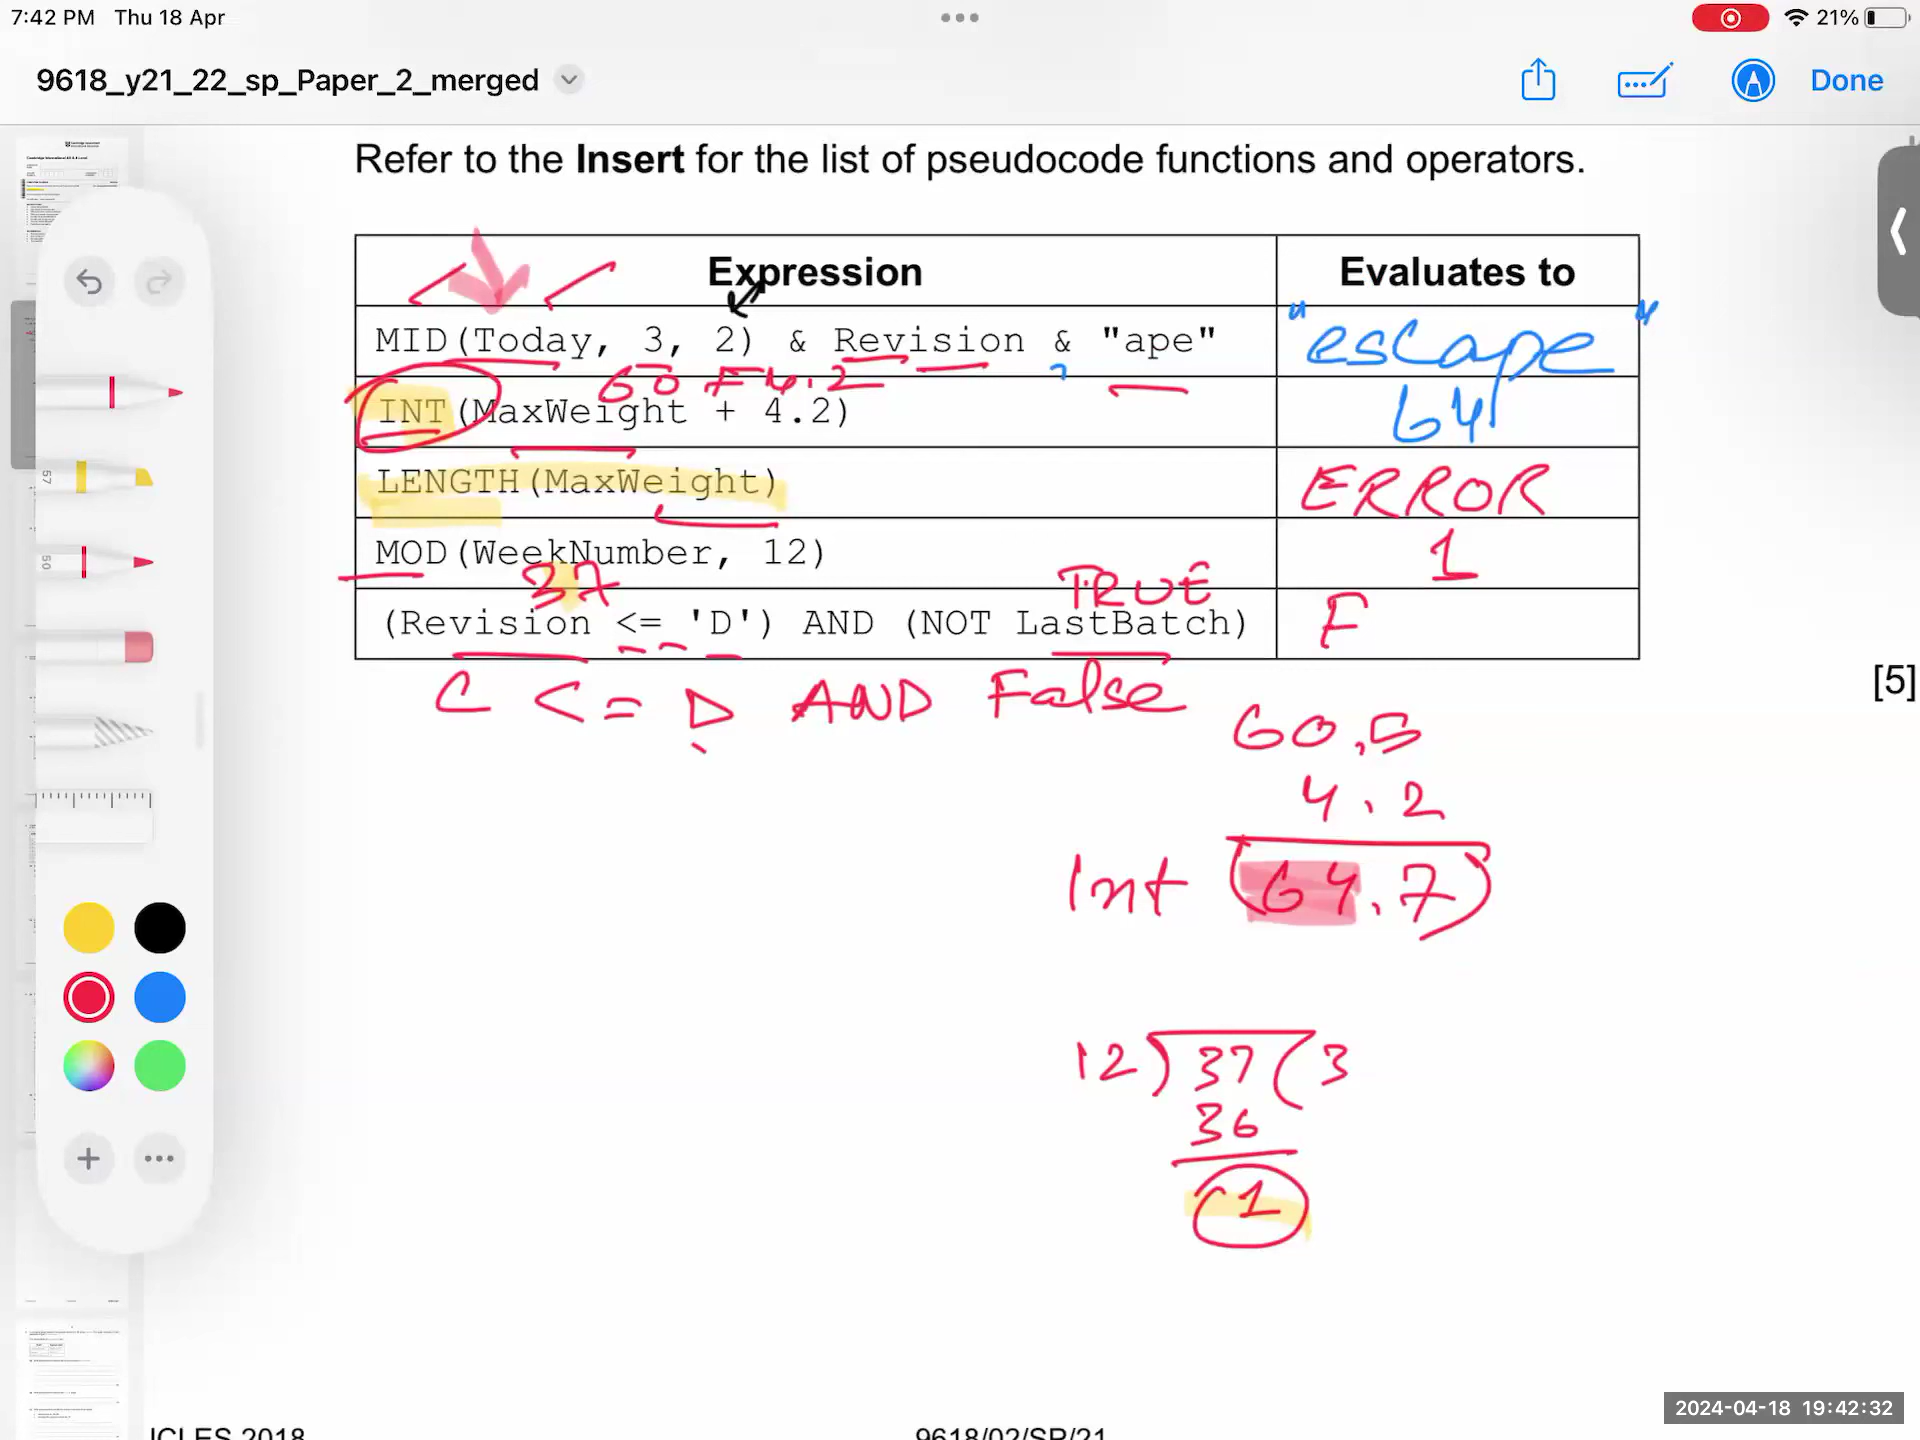 7:42 PM Thu 18 Apr
21%
9618_y21_22_sp_Paper_2_merged
Done
Refer to the Insert for the list of pseudocode functions and operators.
Expression Evaluates to
MID(Today, 3, 2) & Revision & "ape" "escape"
60 + 4.2
INT(MaxWeight + 4.2) 64
LENGTH(MaxWeight) ERROR
MOD(WeekNumber, 12) 1
37 TRUE
(Revision <= 'D') AND (NOT LastBatch) F
[5]
C <= D AND False
60.5
4.2
Int (64.7)
12) 37 (3
36
1
57
50
UCLES 2018 9618/02/SP/21
2024-04-18 19:42:32